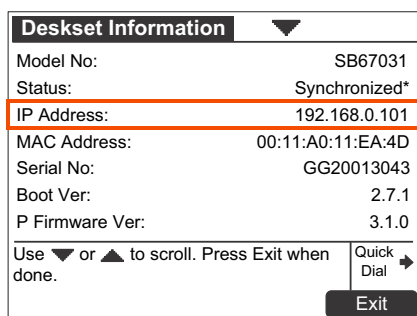 Deskset Information
Model No: SB67031
Status: Synchronized*
IP Address: 192.168.0.101
MAC Address: 00:11:A0:11:EA:4D
Serial No: GG20013043
Boot Ver: 2.7.1
P Firmware Ver: 3.1.0
Use ▼ or ▲ to scroll. Press Exit when
done.
Quick
Dial
Exit